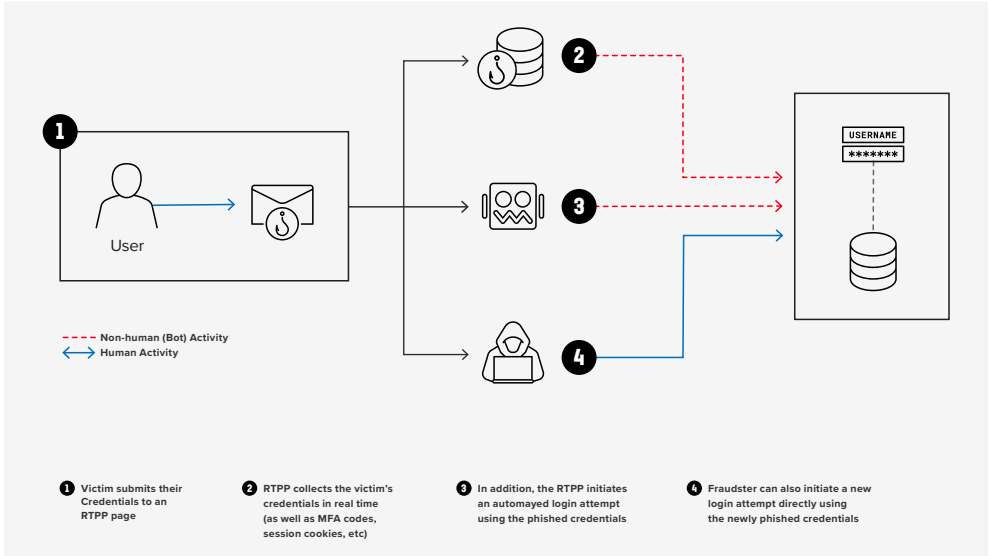 1
User
2
3
4
USERNAME
*******
Non-human (Bot) Activity
Human Activity
1 Victim submits their
Credentials to an
RTPP page
2 RTPP collects the victim's
credentials in real time
(as well as MFA codes,
session cookies, etc)
3 In addition, the RTPP initiates
an automayed login attempt
using the phished credentials
4 Fraudster can also initiate a new
login attempt directly using
the newly phished credentials